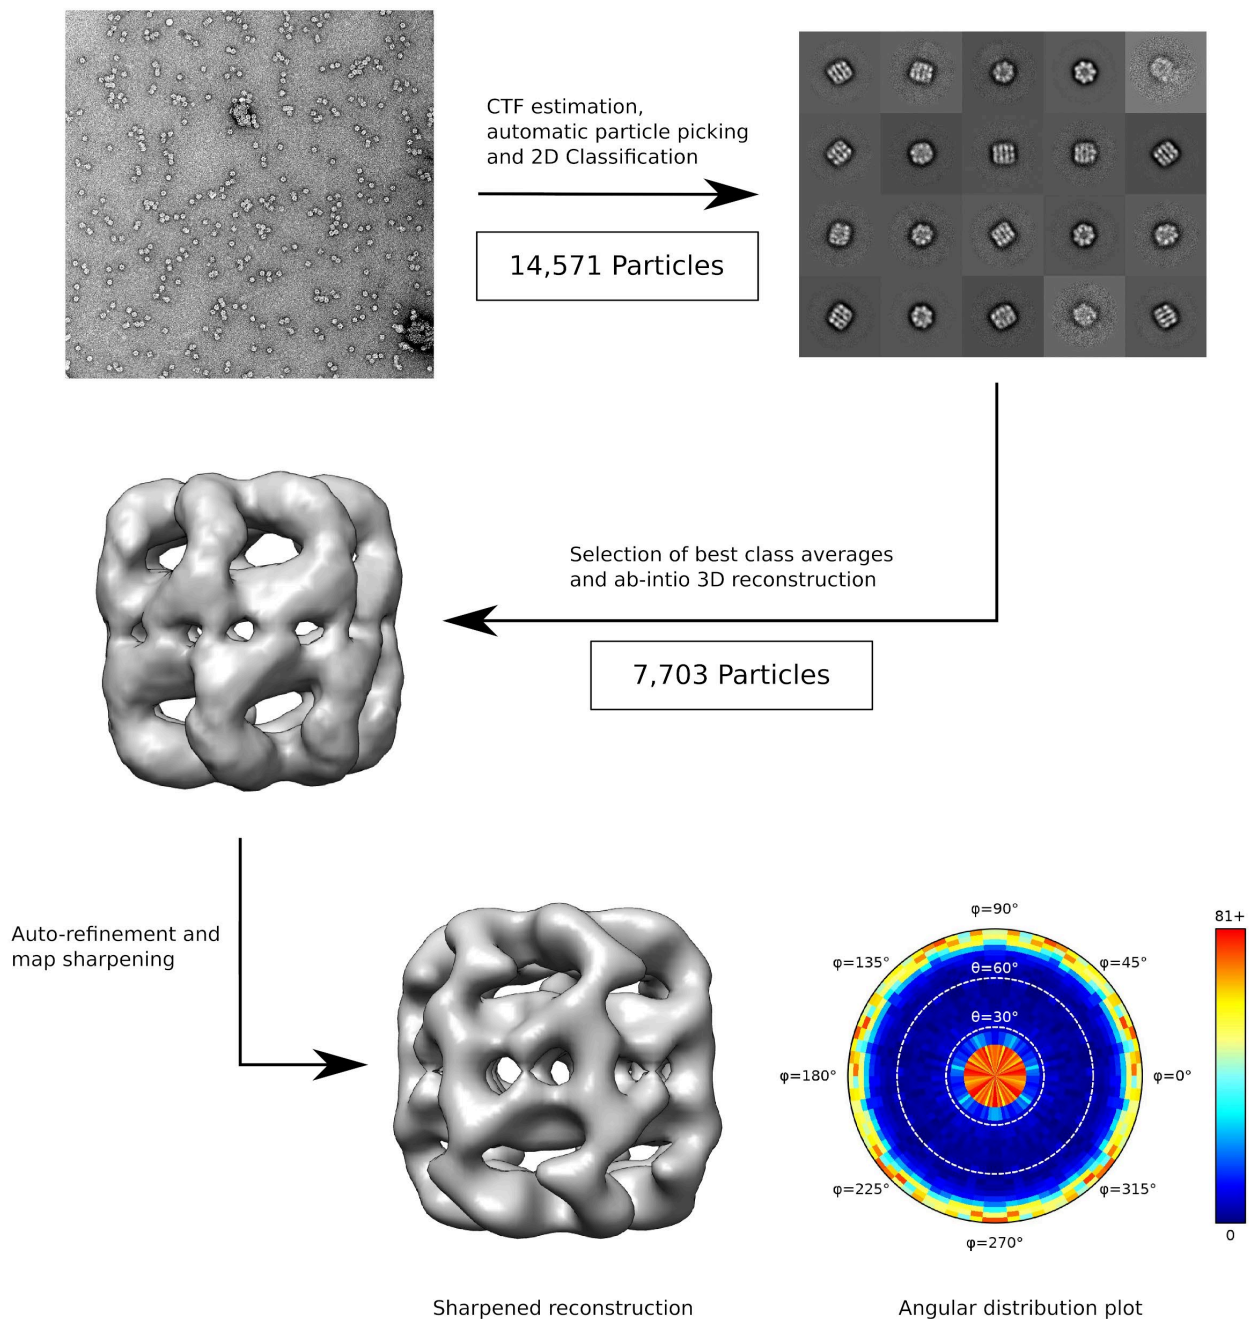 CTF estimation,
automatic particle picking
and 2D Classification
14,571 Particles
Selection of best class averages
and ab-intio 3D reconstruction
7,703 Particles
Auto-refinement and
map sharpening
φ=90°
81+
φ=135°
θ=60°
φ=45°
θ=30°
φ=180°
φ=0°
φ=225°
φ=315°
0
φ=270°
Sharpened reconstruction
Angular distribution plot